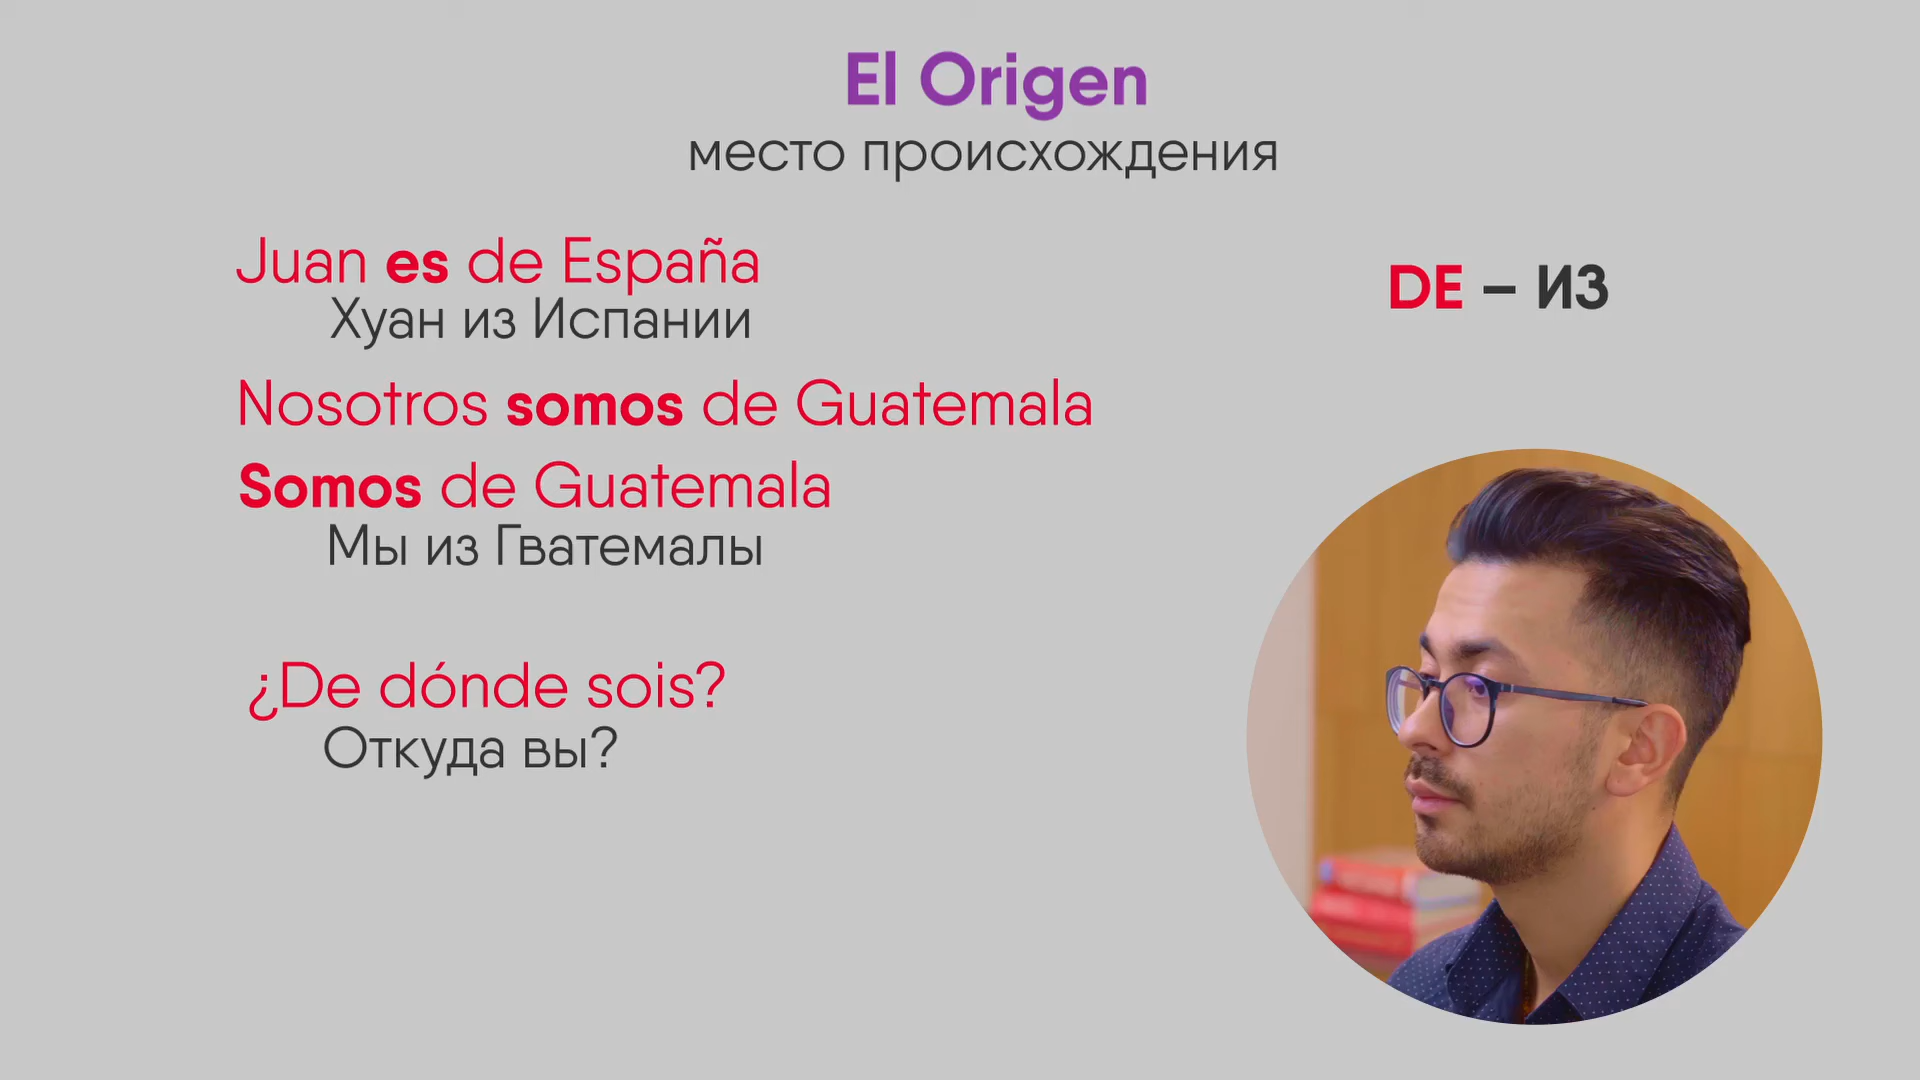 El Origen
место происхождения
Juan es de España
Хуан из Испании
DE – ИЗ
Nosotros somos de Guatemala
Somos de Guatemala
Мы из Гватемалы
¿De dónde sois?
Откуда вы?